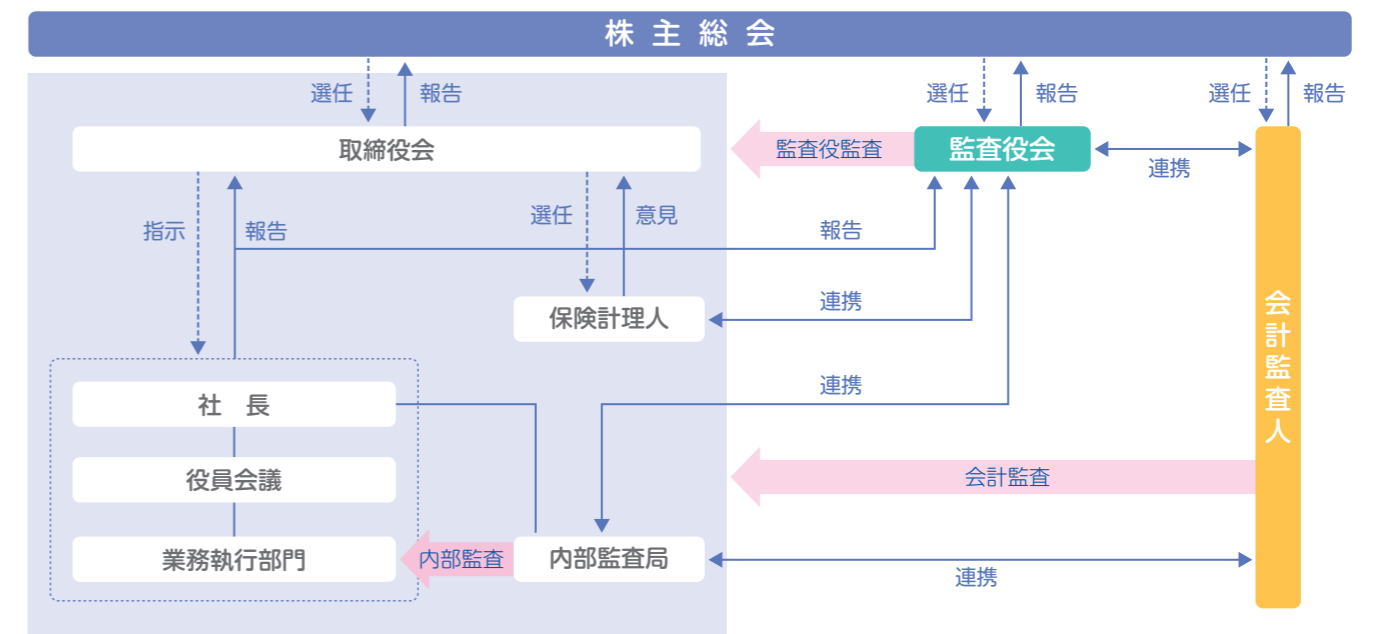 株主総会
選任
報告
選任
報告
選任
報告
取締役会
監査役監査
監査役会
連携
指示
報告
選任
意見
報告
保険計理人
連携
会計監査人
連携
社　長
役員会議
会計監査
業務執行部門
内部監査
内部監査局
連携